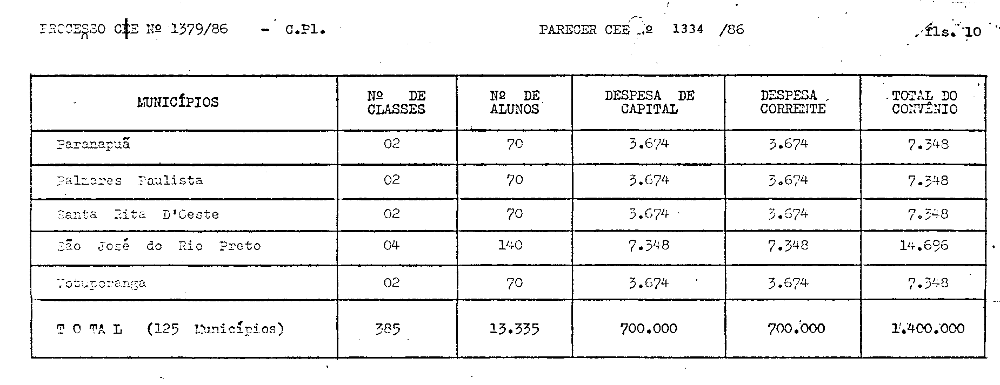 PROCESSO CEE Nº 1379/86 - C.Pl. PARECER CEE Nº 1334 /86 fls. 10
MUNICÍPIOS Nº DE CLASSES Nº DE ALUNOS DESPESA DE CAPITAL DESPESA CORRENTE TOTAL DO CONVÊNIO
Paranapuã 02 70 3.674 3.674 7.348
Palmares Paulista 02 70 3.674 3.674 7.348
Santa Rita D'Oeste 02 70 3.674 3.674 7.348
São José do Rio Preto 04 140 7.348 7.348 14.696
Votuporanga 02 70 3.674 3.674 7.348
T O TA L (125 Municípios) 385 13.335 700.000 700.000 1.400.000